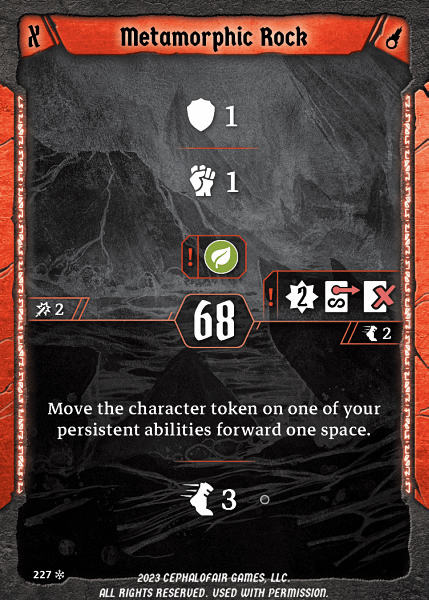 Metamorphic Rock
1
1
!
! 2
2
68
2
Move the character token on one of your
persistent abilities forward one space.
3
227
2023 CEPHALOFAIR GAMES, LLC.
ALL RIGHTS RESERVED. USED WITH PERMISSION.